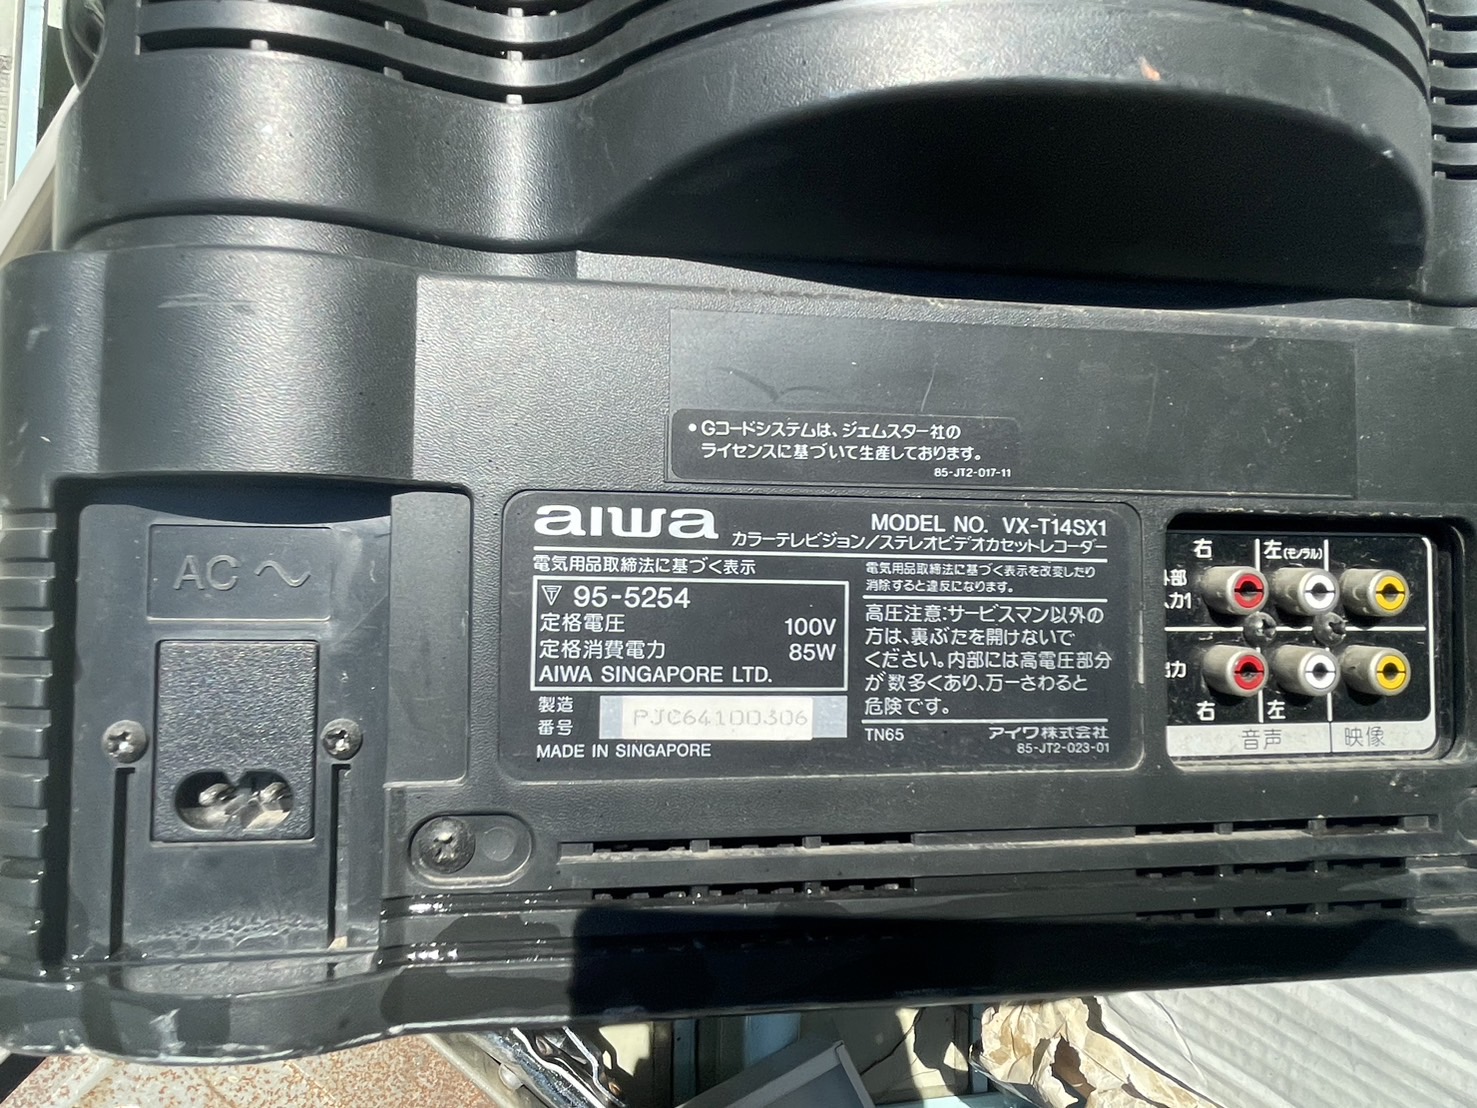 ●Gコードシステムは、ジェムスター社の
ライセンスに基づいて生産しております。
85-JT2-017-11
AC
aiwa
MODEL NO. VX-T14SX1
カラーテレビジョン/ステレオビデオカセットレコーダー
電気用品取締法に基づく表示
95-5254
定格電圧 100V
定格消費電力 85W
AIWA SINGAPORE LTD.
製造
番号
PJC64100306
MADE IN SINGAPORE
電気用品取締法に基づく表示を改変したり
消除すると違反になります。
高圧注意:サービスマン以外の
方は、裏ぶたを開けないで
ください。内部には高電圧部分
が数多くあり、万一さわると
危険です。
TN65 アイワ株式会社
85-JT2-023-01
右 左(モノラル)
外部
入力1
出力
右 左
音声 映像